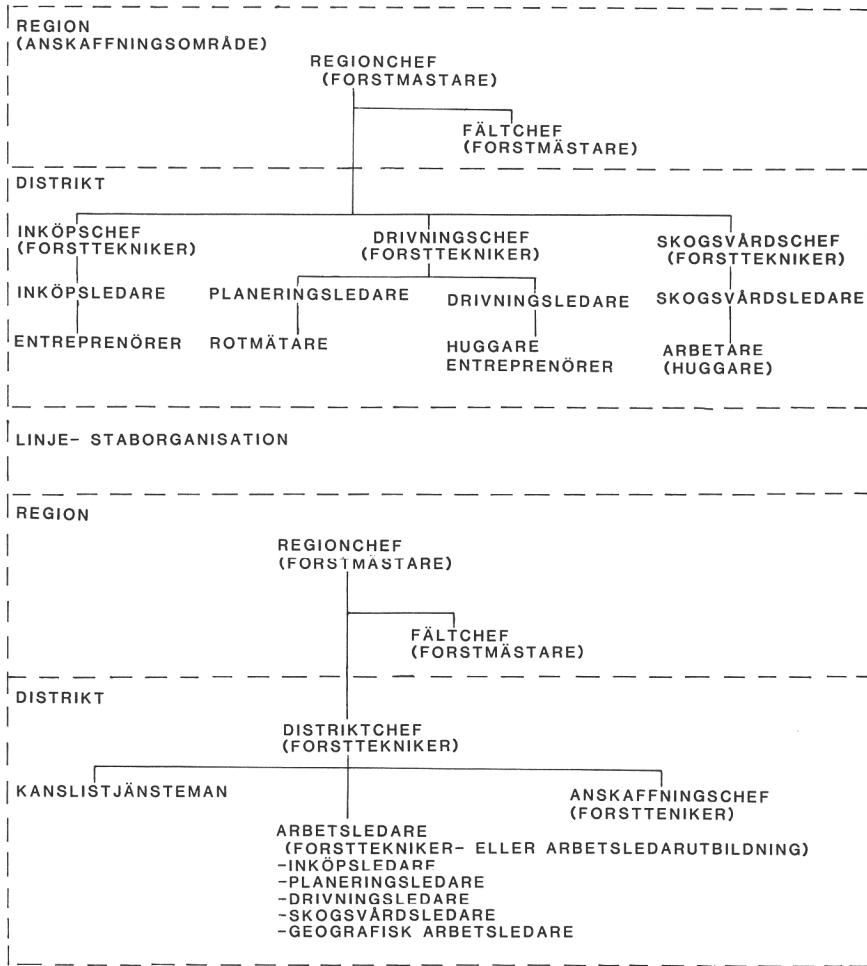 REGION
(ANSKAFFNINGSOMRÅDE)
REGIONCHEF
(FORSTMASTARE)
FÄLTCHEF
(FORSTMÄSTARE)
DISTRIKT
INKÖPSCHEF
(FORSTTEKNIKER)
DRIVNINGSCHEF
(FORSTTEKNIKER)
SKOGSVÅRDSCHEF
(FORSTTEKNIKER)
INKÖPSLEDARE
PLANERINGSLEDARE
DRIVNINGSLEDARE
SKOGSVÅRDSLEDARE
ENTREPRENÖRER
ROTMÄTARE
HUGGARE
ENTREPRENÖRER
ARBETARE
(HUGGARE)
LINJE- STABORGANISATION
REGION
REGIONCHEF
(FORSTMÄSTARE)
FÄLTCHEF
(FORSTMÄSTARE)
DISTRIKT
DISTRIKTCHEF
(FORSTTEKNIKER)
KANSLISTJÄNSTEMAN
ANSKAFFNINGSCHEF
(FORSTTENIKER)
ARBETSLEDARE
(FORSTTEKNIKER- ELLER ARBETSLEDARUTBILDNING)
-INKÖPSLEDARE
-PLANERINGSLEDARE
-DRIVNINGSLEDARE
-SKOGSVÅRDSLEDARE
-GEOGRAFISK ARBETSLEDARE